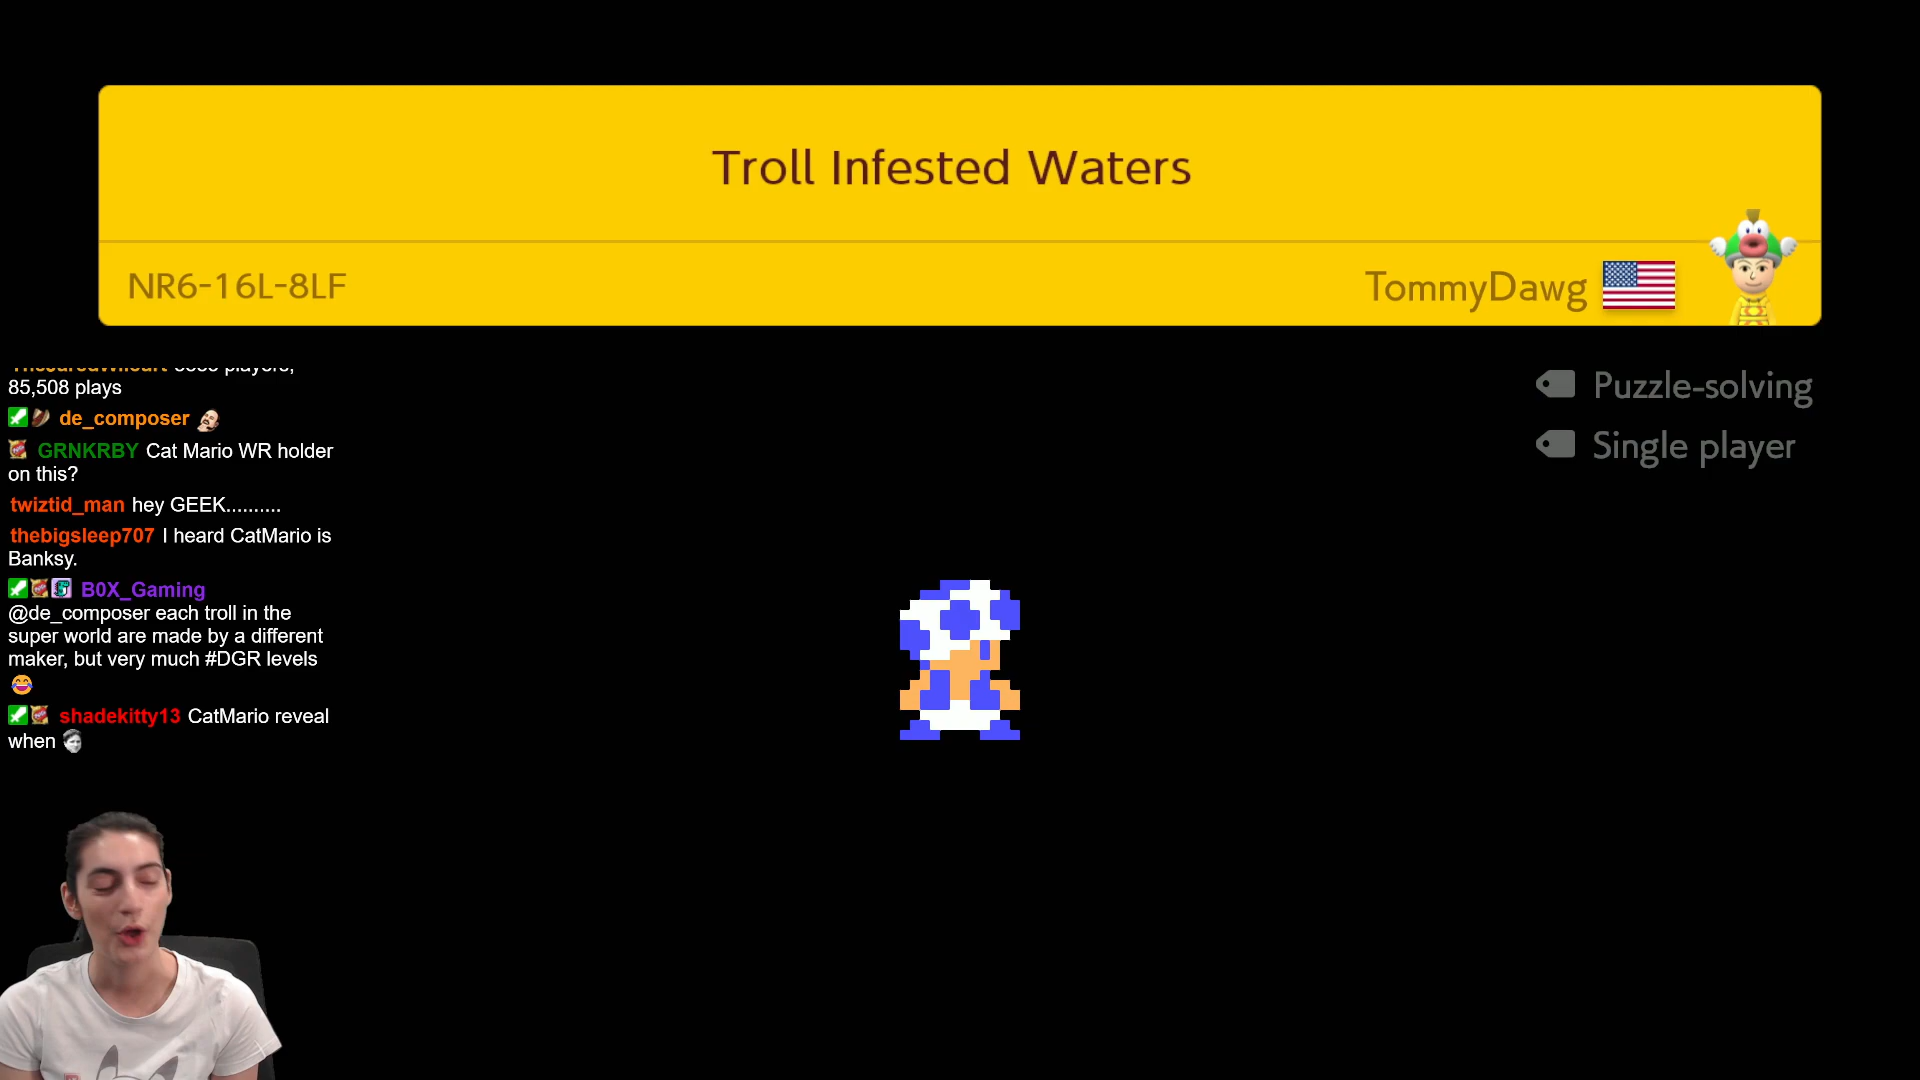 Troll Infested Waters
NR6-16L-8LF
TommyDawg
Puzzle-solving
Single player
85,508 plays
de_composer
GRNKRBY Cat Mario WR holder
on this?
twiztid_man hey GEEK..........
thebigsleep707 I heard CatMario is
Banksy.
B0X_Gaming
@de_composer each troll in the
super world are made by a different
maker, but very much #DGR levels
shadekitty13 CatMario reveal
when